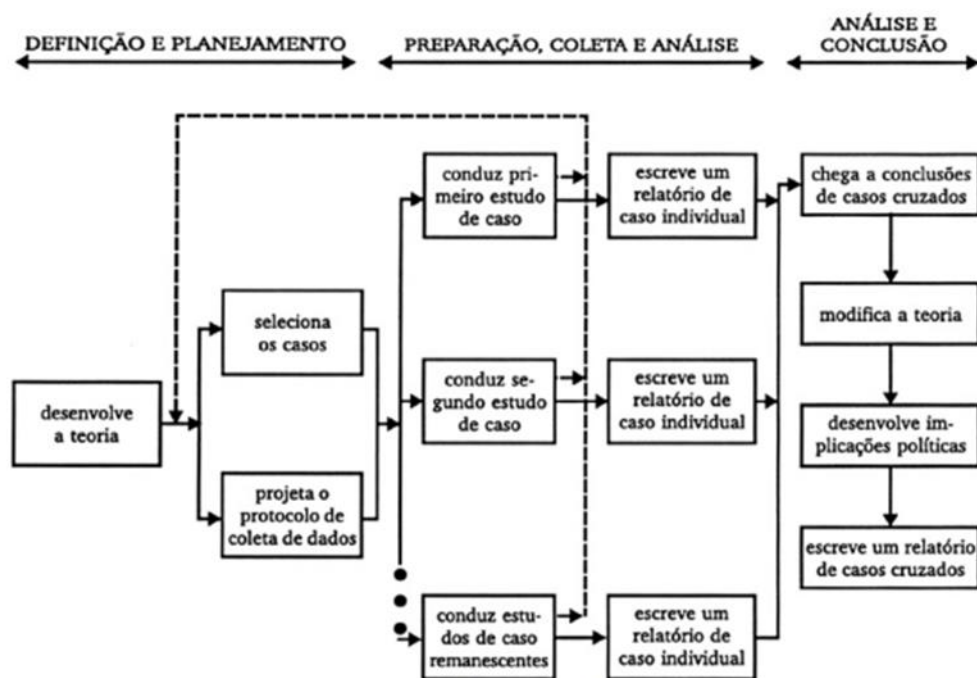 DEFINIÇÃO E PLANEJAMENTO
PREPARAÇÃO, COLETA E ANÁLISE
ANÁLISE E
CONCLUSÃO
desenvolve
a teoria
seleciona
os casos
projeta o
protocolo de
coleta de dados
conduz pri-
meiro estudo
de caso
escreve um
relatório de
caso individual
conduz se-
gundo estudo
de caso
escreve um
relatório de
caso individual
conduz estu-
dos de caso
remanescentes
escreve um
relatório de
caso individual
chega a conclusões
de casos cruzados
modifica a teoria
desenvolve im-
plicações políticas
escreve um relatório
de casos cruzados